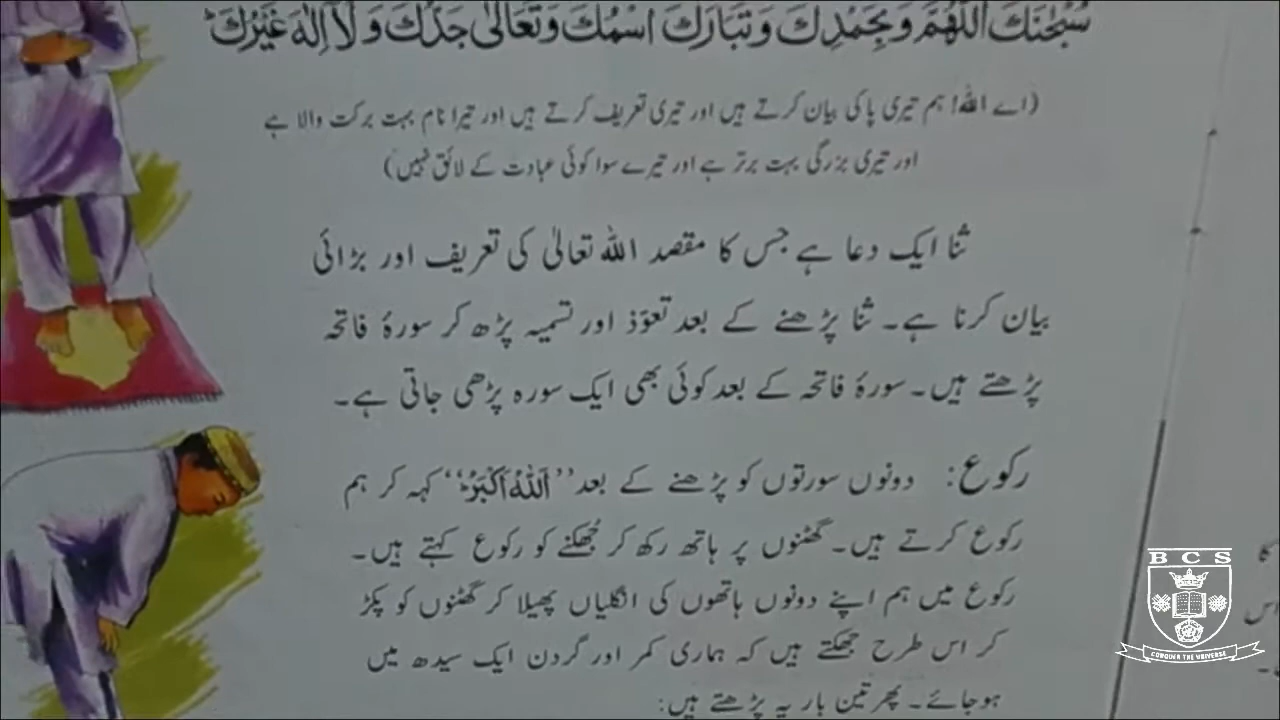 سُبْحٰنَكَ اللّٰهُمَّ وَ بِحَمْدِكَ وَ تَبَارَكَ اسْمُكَ وَ تَعَالٰی جَدُّكَ وَ لَآ اِلٰهَ غَيْرُكَ
(اے اللہ! ہم تیری پاکی بیان کرتے ہیں اور تیری تعریف کرتے ہیں اور تیرا نام بہت برکت والا ہے
اور تیری بزرگی بہت برتر ہے اور تیرے سوا کوئی عبادت کے لائق نہیں)
ثنا ایک دعا ہے جس کا مقصد اللہ تعالیٰ کی تعریف اور بڑائی
بیان کرنا ہے۔ ثنا پڑھنے کے بعد تعوّذ اور تسمیہ پڑھ کر سورۂ فاتحہ
پڑھتے ہیں۔ سورۂ فاتحہ کے بعد کوئی بھی ایک سورہ پڑھی جاتی ہے۔
رکوع: دونوں سورتوں کو پڑھنے کے بعد ’’اَللّٰهُ اَكْبَرُ‘‘ کہہ کر ہم
رکوع کرتے ہیں۔ گھٹنوں پر ہاتھ رکھ کر جُھکنے کو رکوع کہتے ہیں۔
رکوع میں ہم اپنے دونوں ہاتھوں کی انگلیاں پھیلا کر گھٹنوں کو پکڑ
کر اس طرح جھکتے ہیں کہ ہماری کمر اور گردن ایک سیدھ میں
ہوجائے۔ پھر تین بار یہ پڑھتے ہیں:
کا
BCS
CONQUER THE UNIVERSE